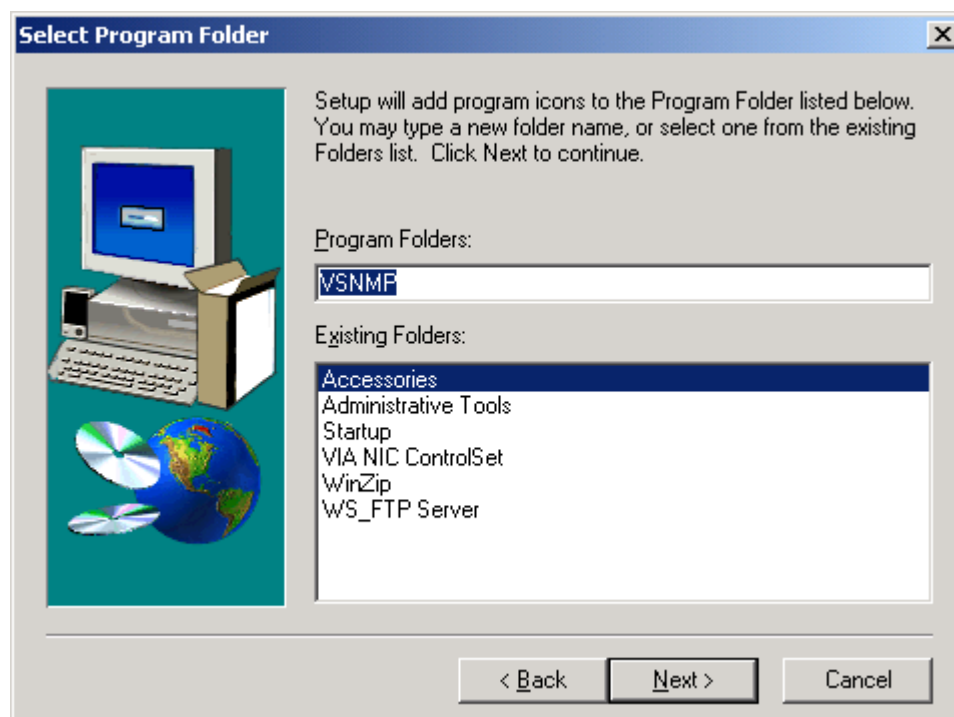 Select Program Folder
Setup will add program icons to the Program Folder listed below.
You may type a new folder name, or select one from the existing
Folders list. Click Next to continue.
Program Folders:
VSNMP
Existing Folders:
Accessories
Administrative Tools
Startup
VIA NIC ControlSet
WinZip
WS_FTP Server
< Back
Next >
Cancel